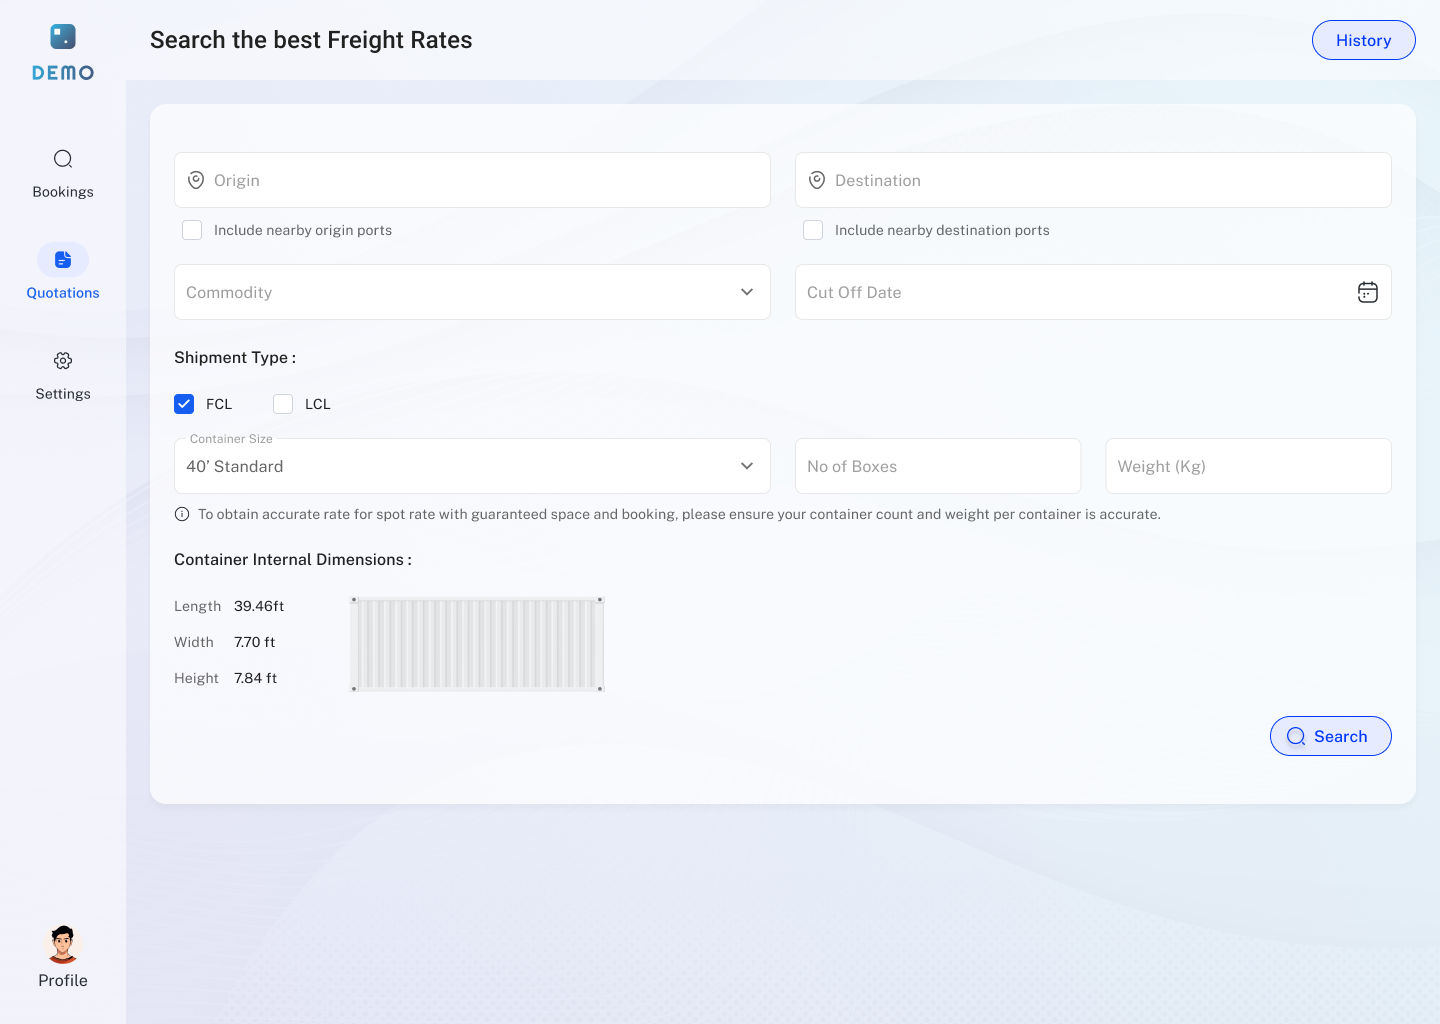 DEMO
Search the best Freight Rates
History
Bookings
Quotations
Settings
Profile
Origin
Destination
Include nearby origin ports
Include nearby destination ports
Commodity
Cut Off Date
Shipment Type :
FCL
LCL
Container Size
40’ Standard
No of Boxes
Weight (Kg)
To obtain accurate rate for spot rate with guaranteed space and booking, please ensure your container count and weight per container is accurate.
Container Internal Dimensions :
Length 39.46ft
Width 7.70 ft
Height 7.84 ft
Search